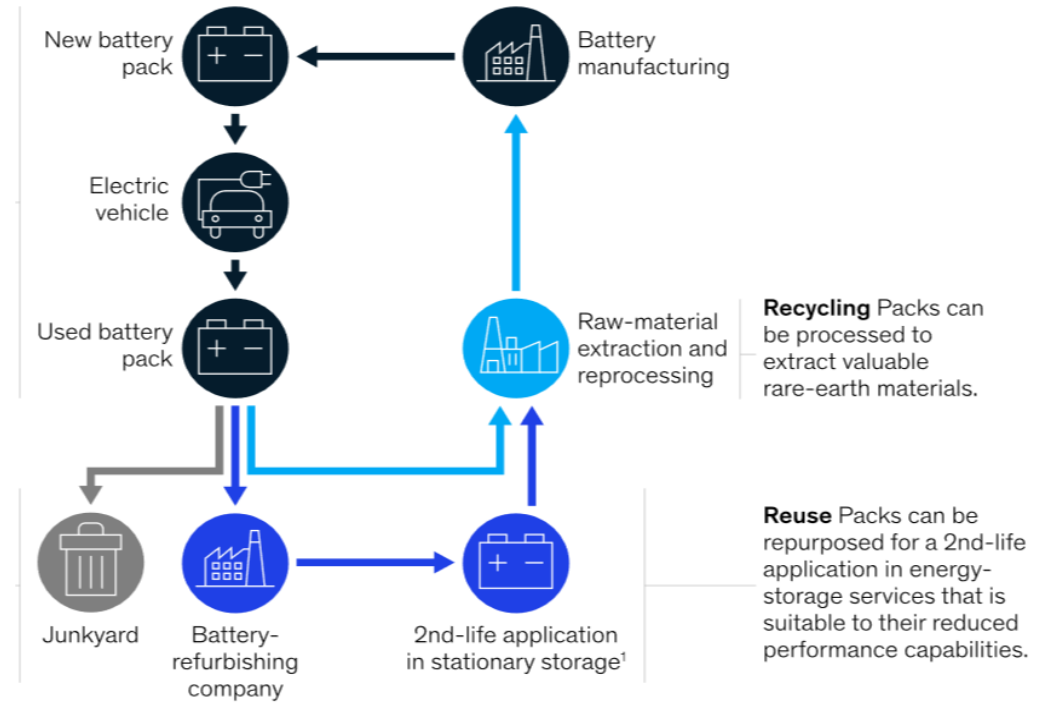 New battery
pack
Battery
manufacturing
Electric
vehicle
Used battery
pack
Raw-material
extraction and
reprocessing
Recycling Packs can
be processed to
extract valuable
rare-earth materials.
Junkyard
Battery-
refurbishing
company
2nd-life application
in stationary storage¹
Reuse Packs can be
repurposed for a 2nd-life
application in energy-
storage services that is
suitable to their reduced
performance capabilities.